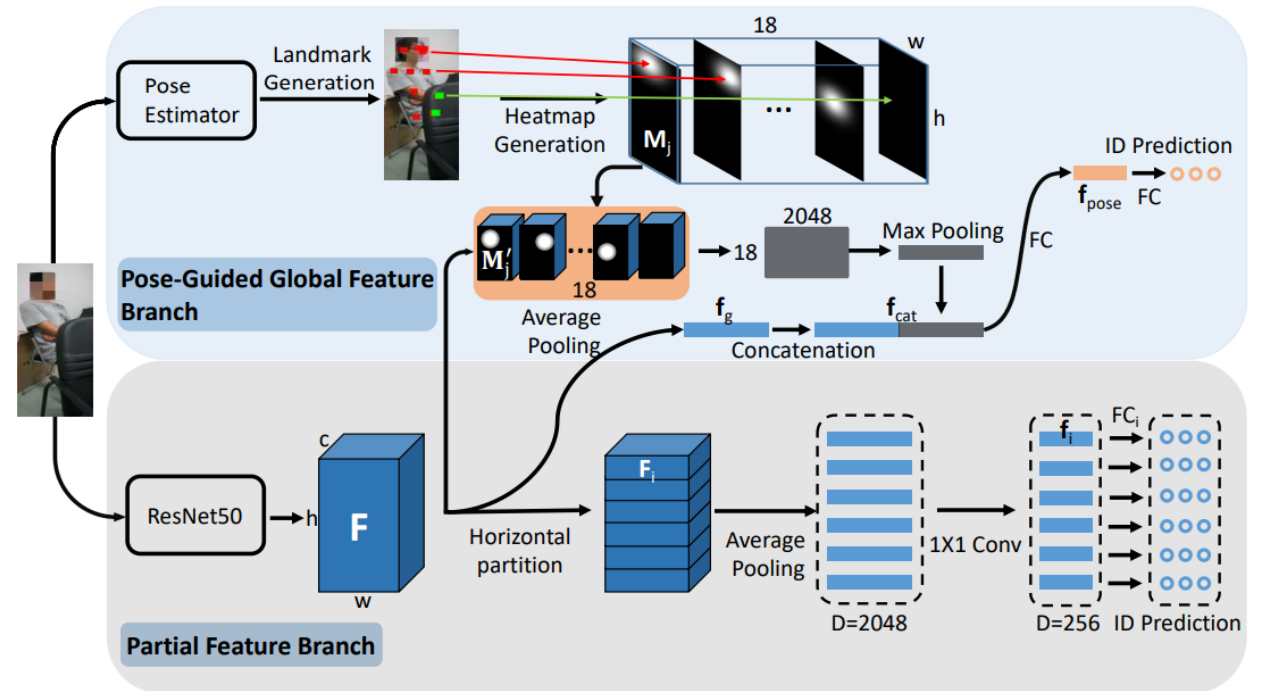 18
w
Landmark
Generation
Pose
Estimator
Heatmap
Generation
M
j
...
h
ID Prediction
f
pose
FC
2048
Max Pooling
M′
j
...
18
18
FC
Pose-Guided Global Feature
Branch
Average
Pooling
f
g
f
cat
Concatenation
c
F
i
f
i
FC
i
ResNet50
h
F
Horizontal
partition
Average
Pooling
1X1 Conv
w
D=2048
D=256
ID Prediction
Partial Feature Branch